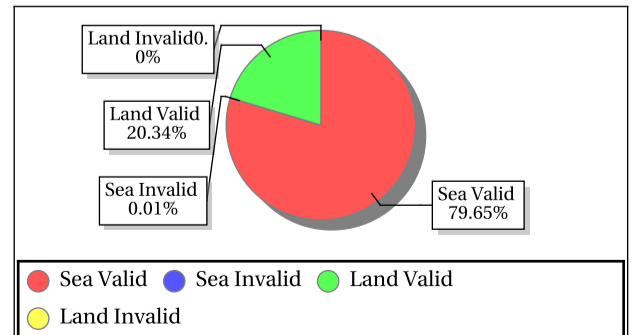 Land Invalid0.
0%
Land Valid
20.34%
Sea Invalid
0.01%
Sea Valid
79.65%
Sea Valid Sea Invalid Land Valid
Land Invalid